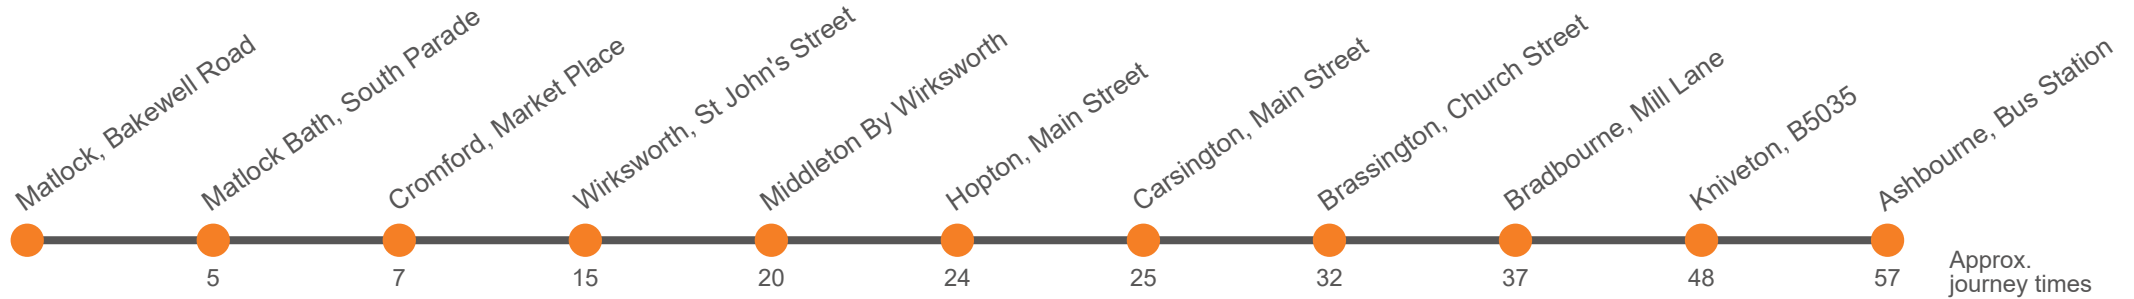 Matlock, Bakewell Road
Matlock Bath, South Parade
Cromford, Market Place
Wirksworth, St John's Street
Middleton By Wirksworth
Hopton, Main Street
Carsington, Main Street
Brassington, Church Street
Bradbourne, Mill Lane
Kniveton, B5035
Ashbourne, Bus Station
5 7 15 20 24 25 32 37 48 57
Approx.
journey times